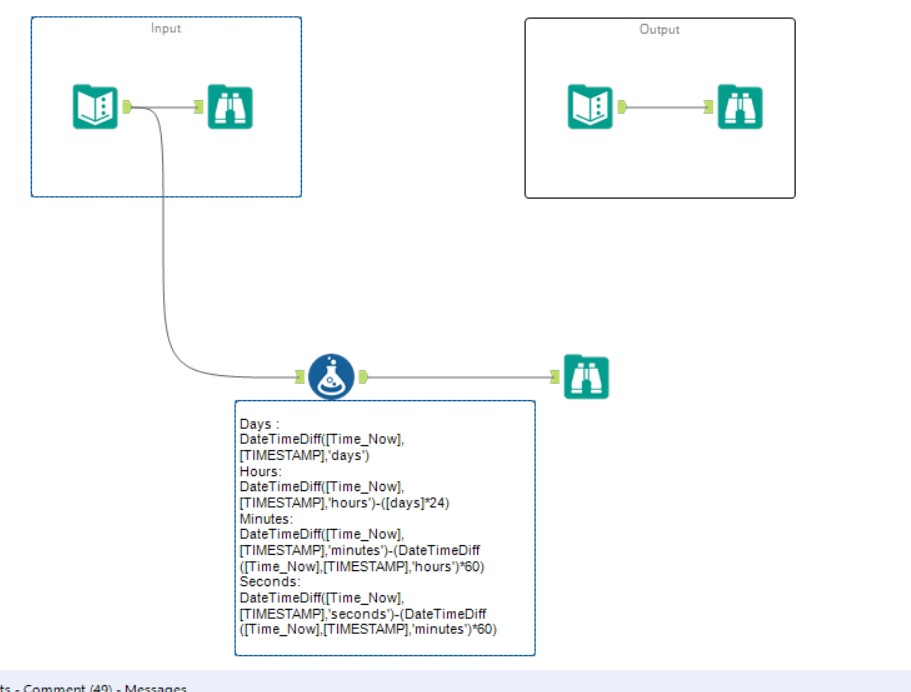 Input
Output
Days :
DateTimeDiff([Time_Now],
[TIMESTAMP],'days')
Hours:
DateTimeDiff([Time_Now],
[TIMESTAMP],'hours')-([days]*24)
Minutes:
DateTimeDiff([Time_Now],
[TIMESTAMP],'minutes')-(DateTimeDiff
([Time_Now],[TIMESTAMP],'hours')*60)
Seconds:
DateTimeDiff([Time_Now],
[TIMESTAMP],'seconds')-(DateTimeDiff
([Time_Now],[TIMESTAMP],'minutes')*60)
ts - Comment (49) - Messages